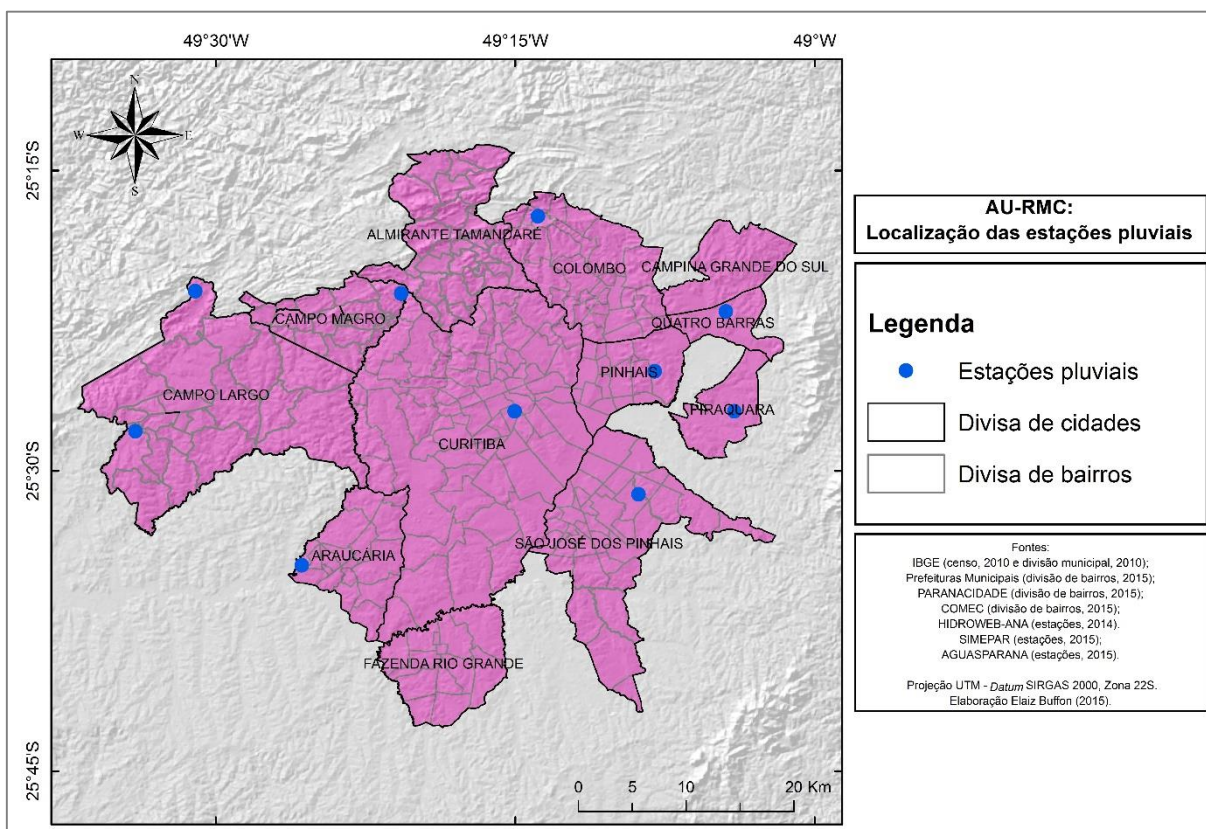 49°30'W 49°15'W 49°W
N
W E
S
25°15'S
25°30'S
25°45'S
ALMIRANTE TAMANZARÉ
COLOMBO
CAMPINA GRANDE DO SUL
CAMPO MAGRO
QUATRO BARRAS
PINHAIS
CAMPO LARGO
PIRAQUARA
CURITIBA
SÃO JOSÉ DOS PINHAIS
ARAUCÁRIA
FAZENDA RIO GRANDE
0 5 10 20 Km
AU-RMC:
Localização das estações pluviais
Legenda
Estações pluviais
Divisa de cidades
Divisa de bairros
Fontes:
IBGE (censo, 2010 e divisão municipal, 2010);
Prefeituras Municipais (divisão de bairros, 2015);
PARANACIDADE (divisão de bairros, 2015);
COMEC (divisão de bairros, 2015);
HIDROWEB-ANA (estações, 2014).
SIMEPAR (estações, 2015);
AGUASPARANA (estações, 2015).
Projeção UTM - Datum SIRGAS 2000, Zona 22S.
Elaboração Elaiz Buffon (2015).